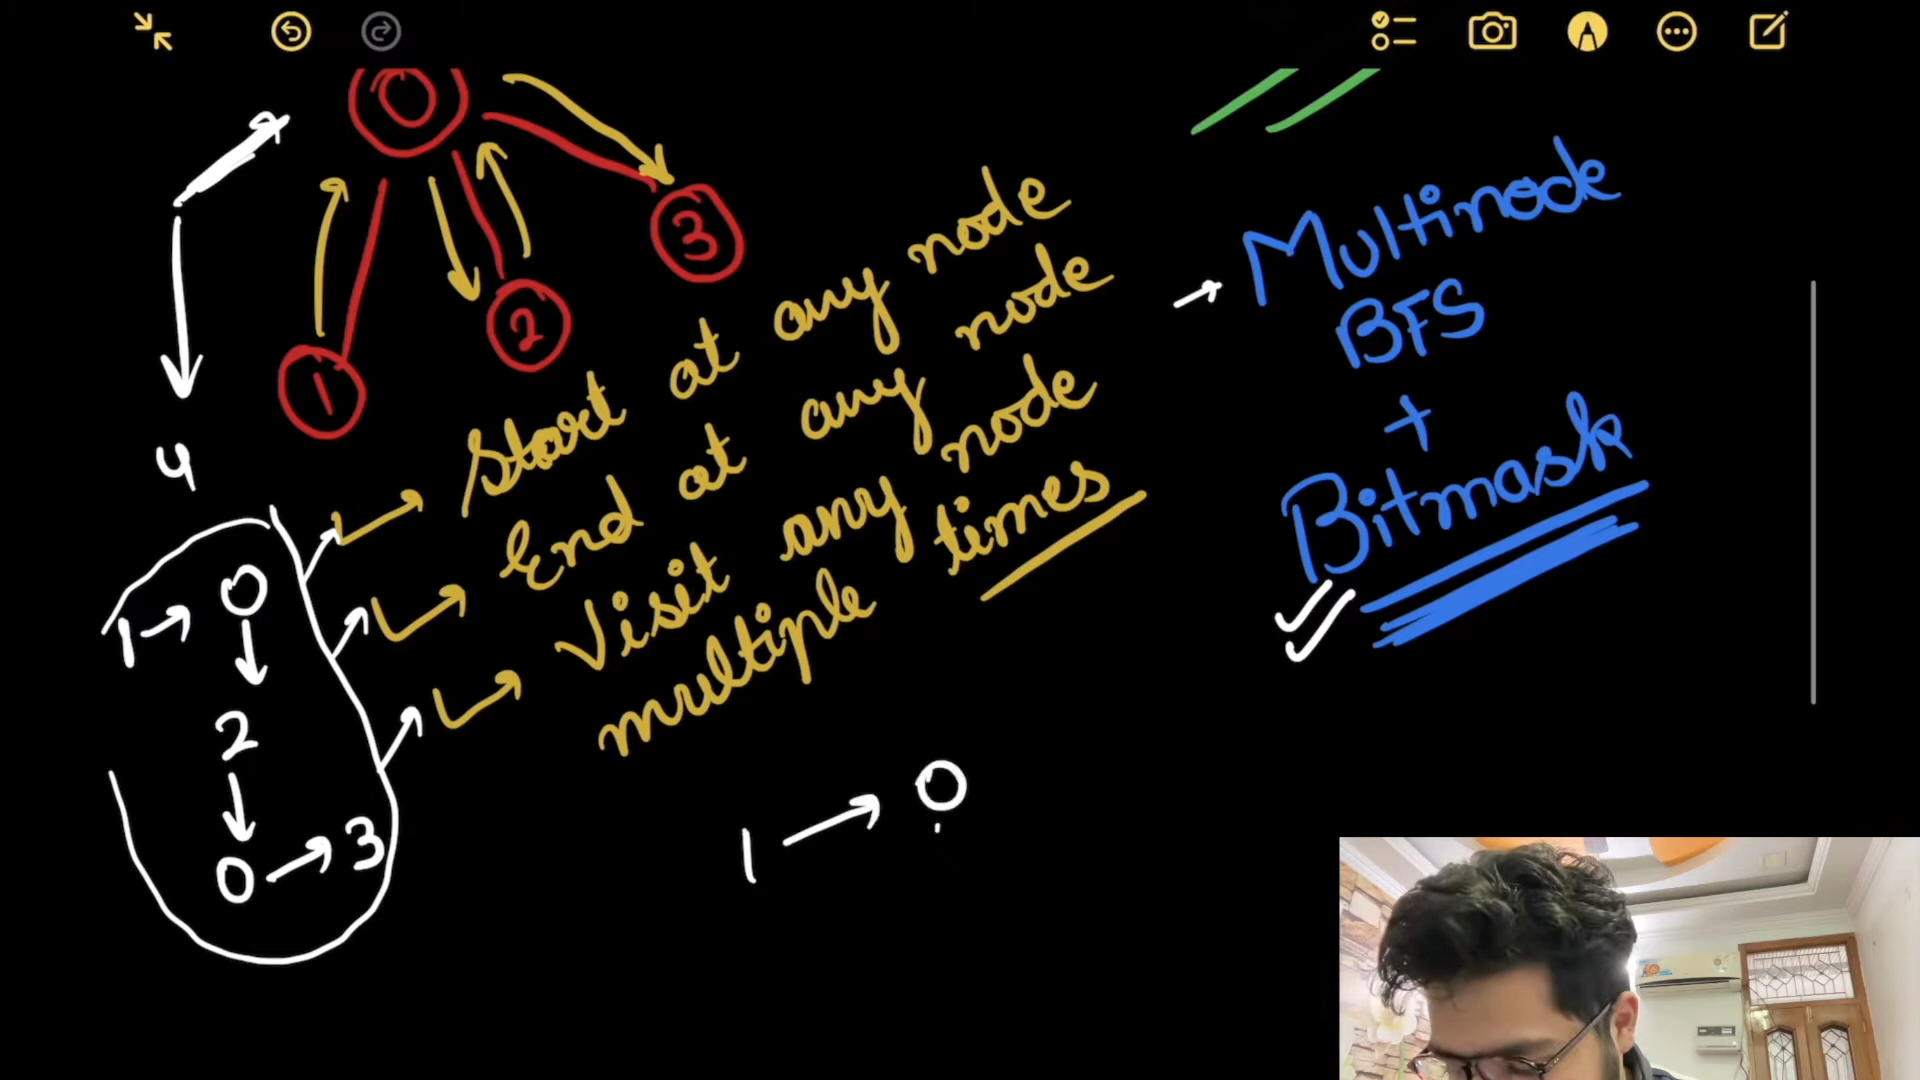 0
3
2
1
4
Start at any node
End at any node
Visit any node
multiple times
Multinode
BFS
+
Bitmask
1 → 0
↓
2
↓
0 → 3
1 → 0